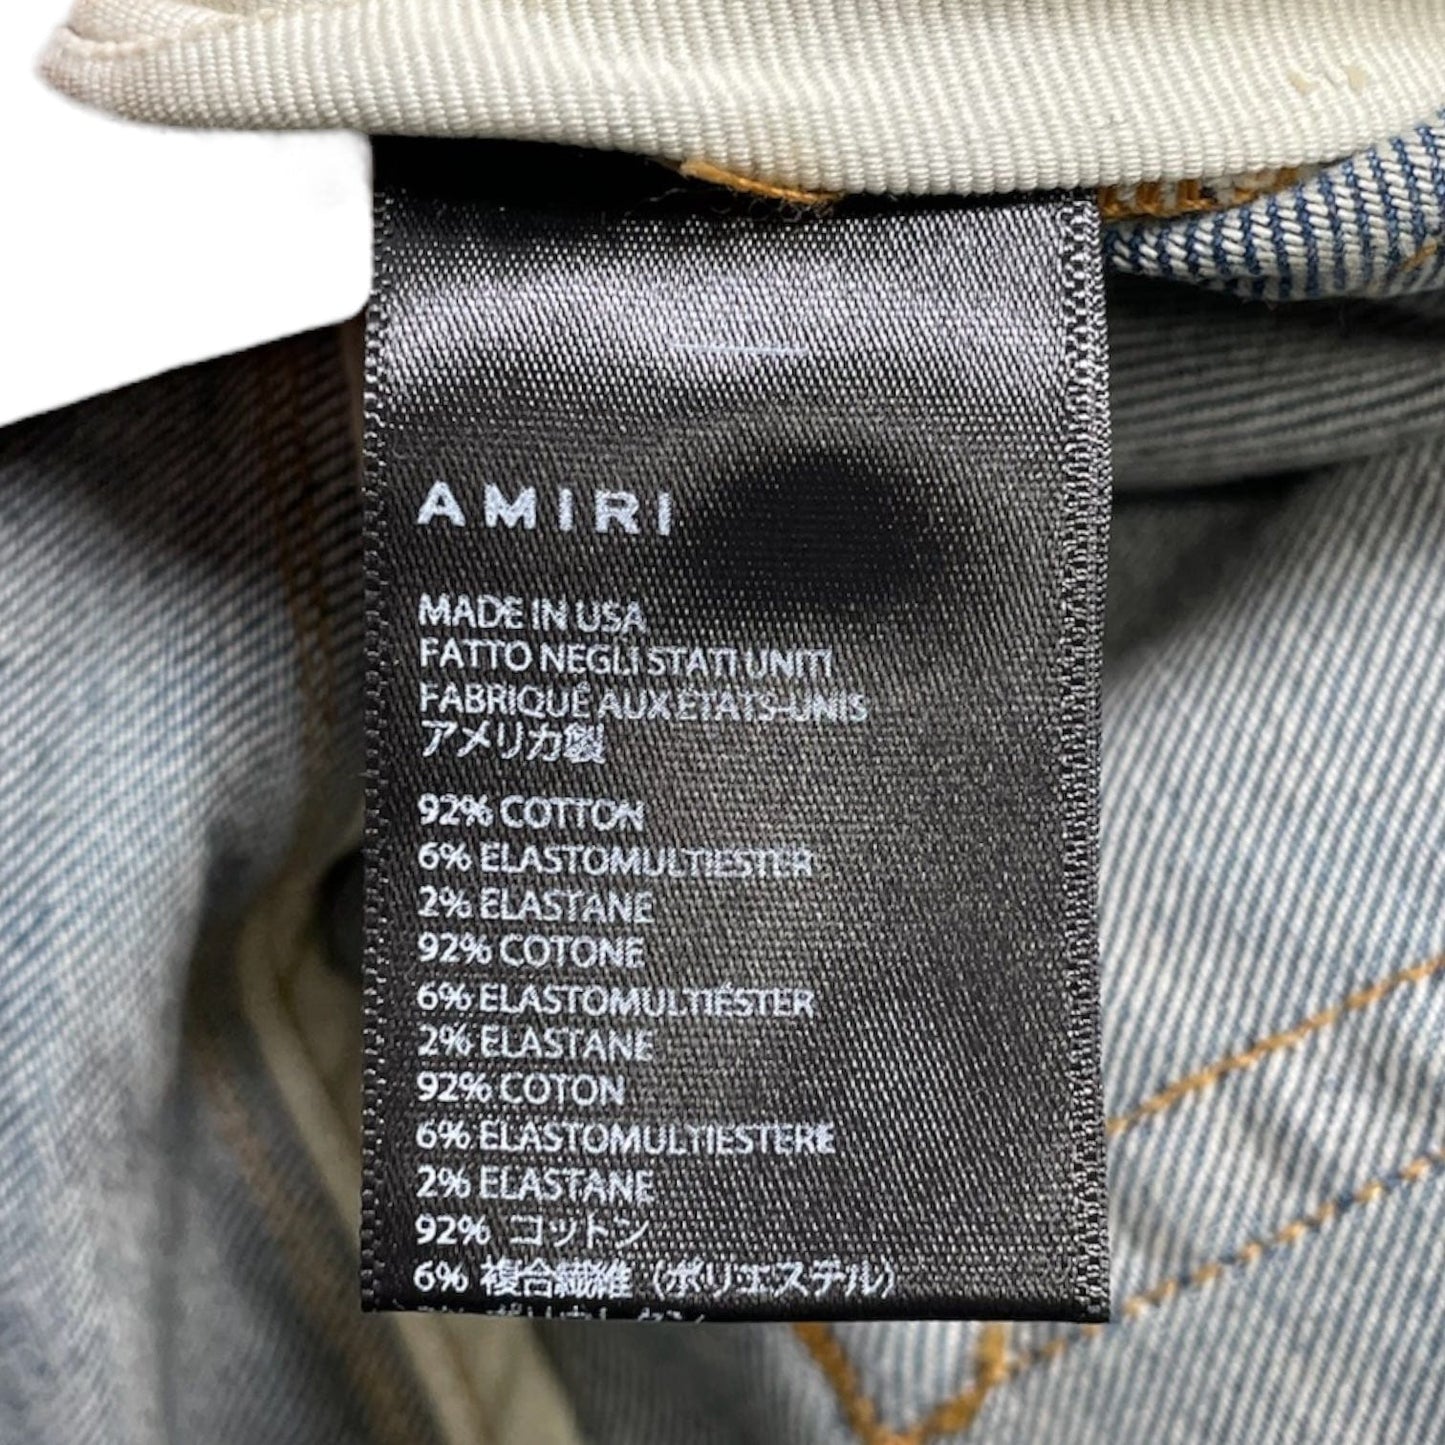 AMIRI
MADE IN USA
FATTO NEGLI STATI UNITI
FABRIQUÉ AUX ÉTATS-UNIS
アメリカ製
92% COTTON
6% ELASTOMULTIESTER
2% ELASTANE
92% COTONE
6% ELASTOMULTIÉSTER
2% ELASTANE
92% COTON
6% ELASTOMULTIESTERE
2% ELASTANE
92% コットン
6% 複合繊維（ポリエステル）